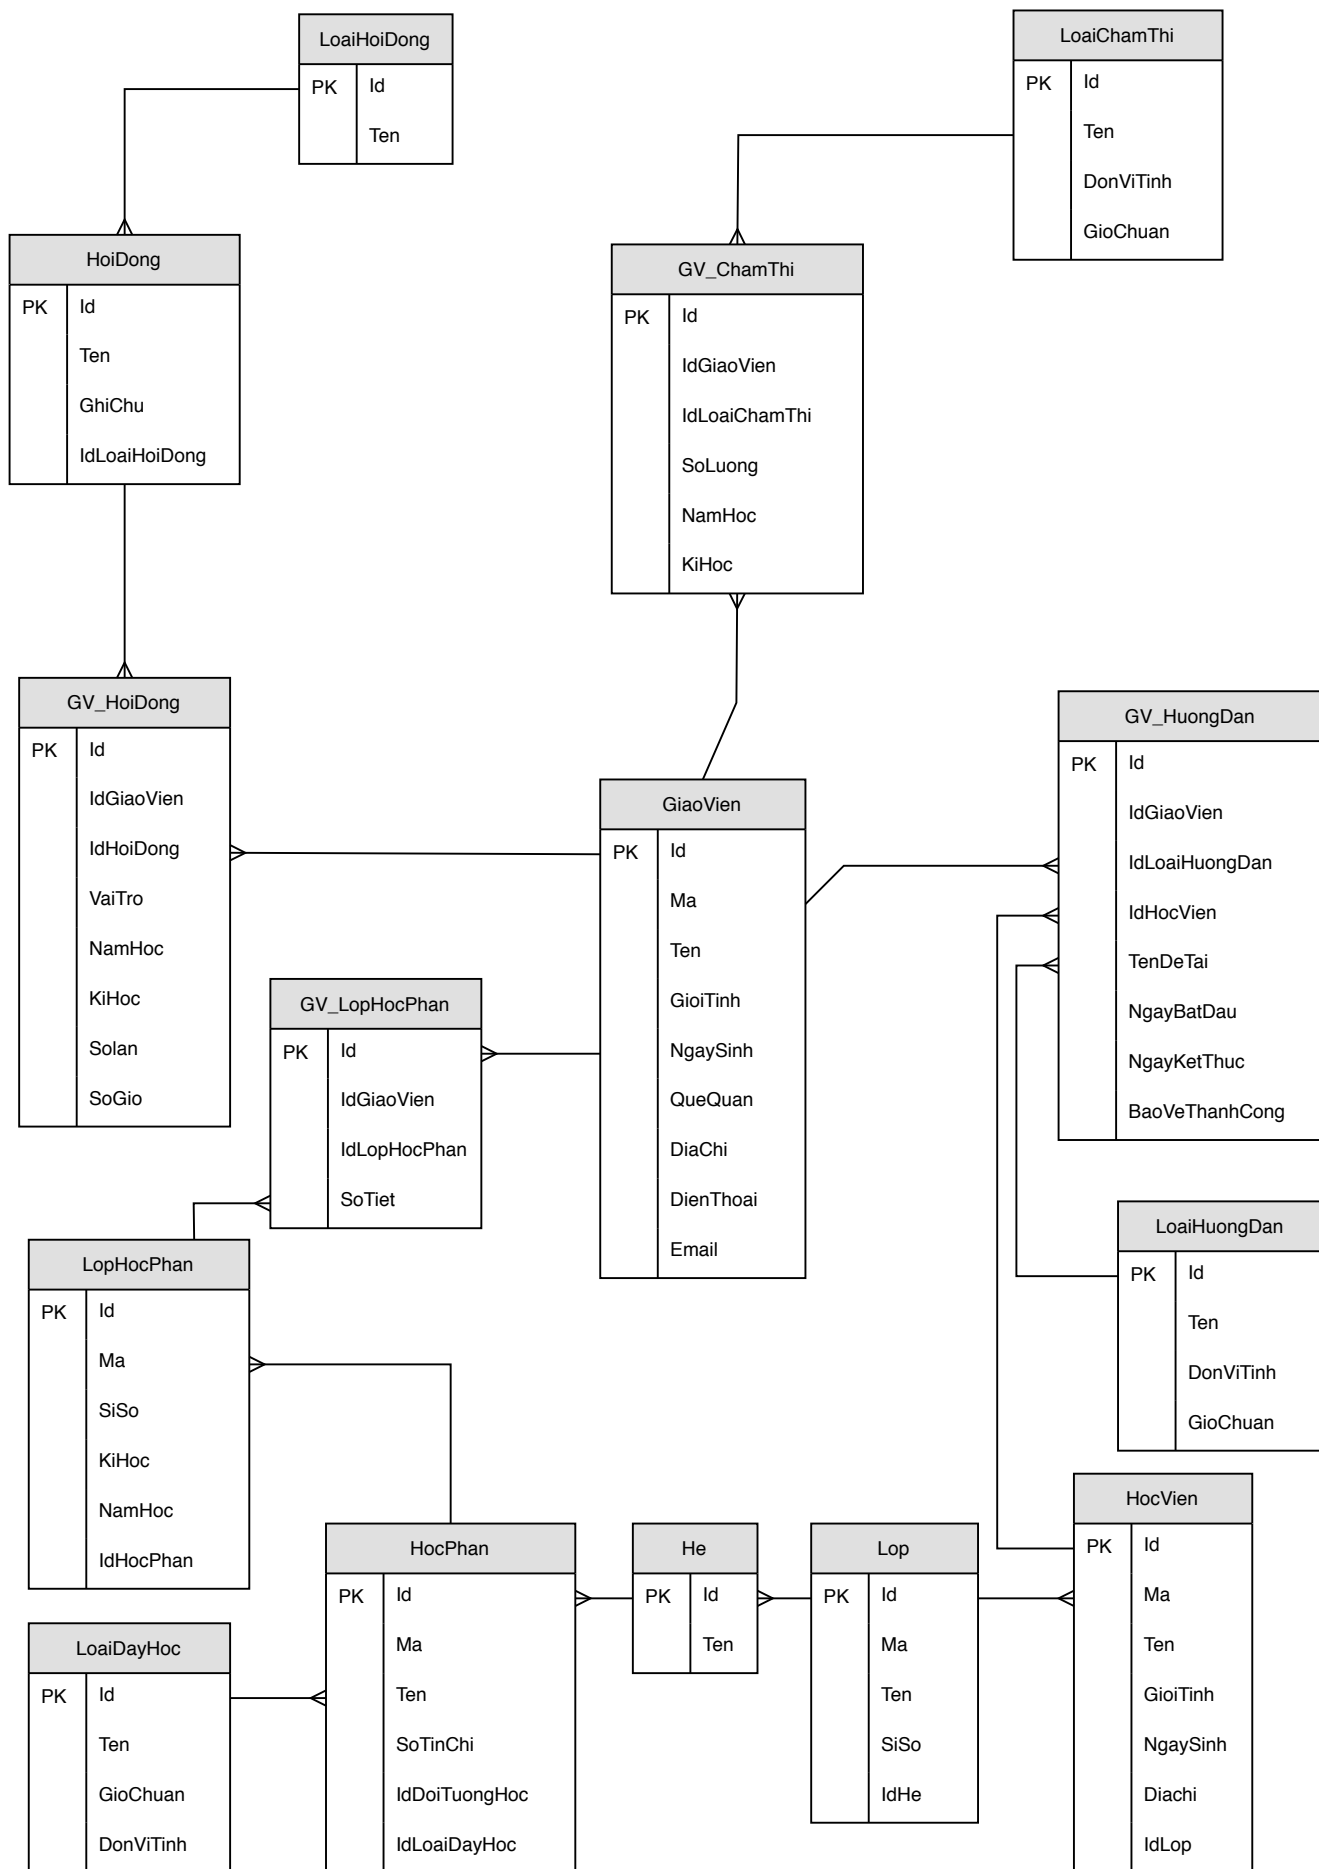 LoaiHoiDong
PK Id
Ten
LoaiChamThi
PK Id
Ten
DonViTinh
GioChuan
HoiDong
PK Id
Ten
GhiChu
IdLoaiHoiDong
GV_ChamThi
PK Id
IdGiaoVien
IdLoaiChamThi
SoLuong
NamHoc
KiHoc
GV_HoiDong
PK Id
IdGiaoVien
IdHoiDong
VaiTro
NamHoc
KiHoc
Solan
SoGio
GiaoVien
PK Id
Ma
Ten
GioiTinh
NgaySinh
QueQuan
DiaChi
DienThoai
Email
GV_HuongDan
PK Id
IdGiaoVien
IdLoaiHuongDan
IdHocVien
TenDeTai
NgayBatDau
NgayKetThuc
BaoVeThanhCong
GV_LopHocPhan
PK Id
IdGiaoVien
IdLopHocPhan
SoTiet
LoaiHuongDan
PK Id
Ten
DonViTinh
GioChuan
LopHocPhan
PK Id
Ma
SiSo
KiHoc
NamHoc
IdHocPhan
HocPhan
PK Id
Ma
Ten
SoTinChi
IdDoiTuongHoc
IdLoaiDayHoc
He
PK Id
Ten
Lop
PK Id
Ma
Ten
SiSo
IdHe
HocVien
PK Id
Ma
Ten
GioiTinh
NgaySinh
Diachi
IdLop
LoaiDayHoc
PK Id
Ten
GioChuan
DonViTinh